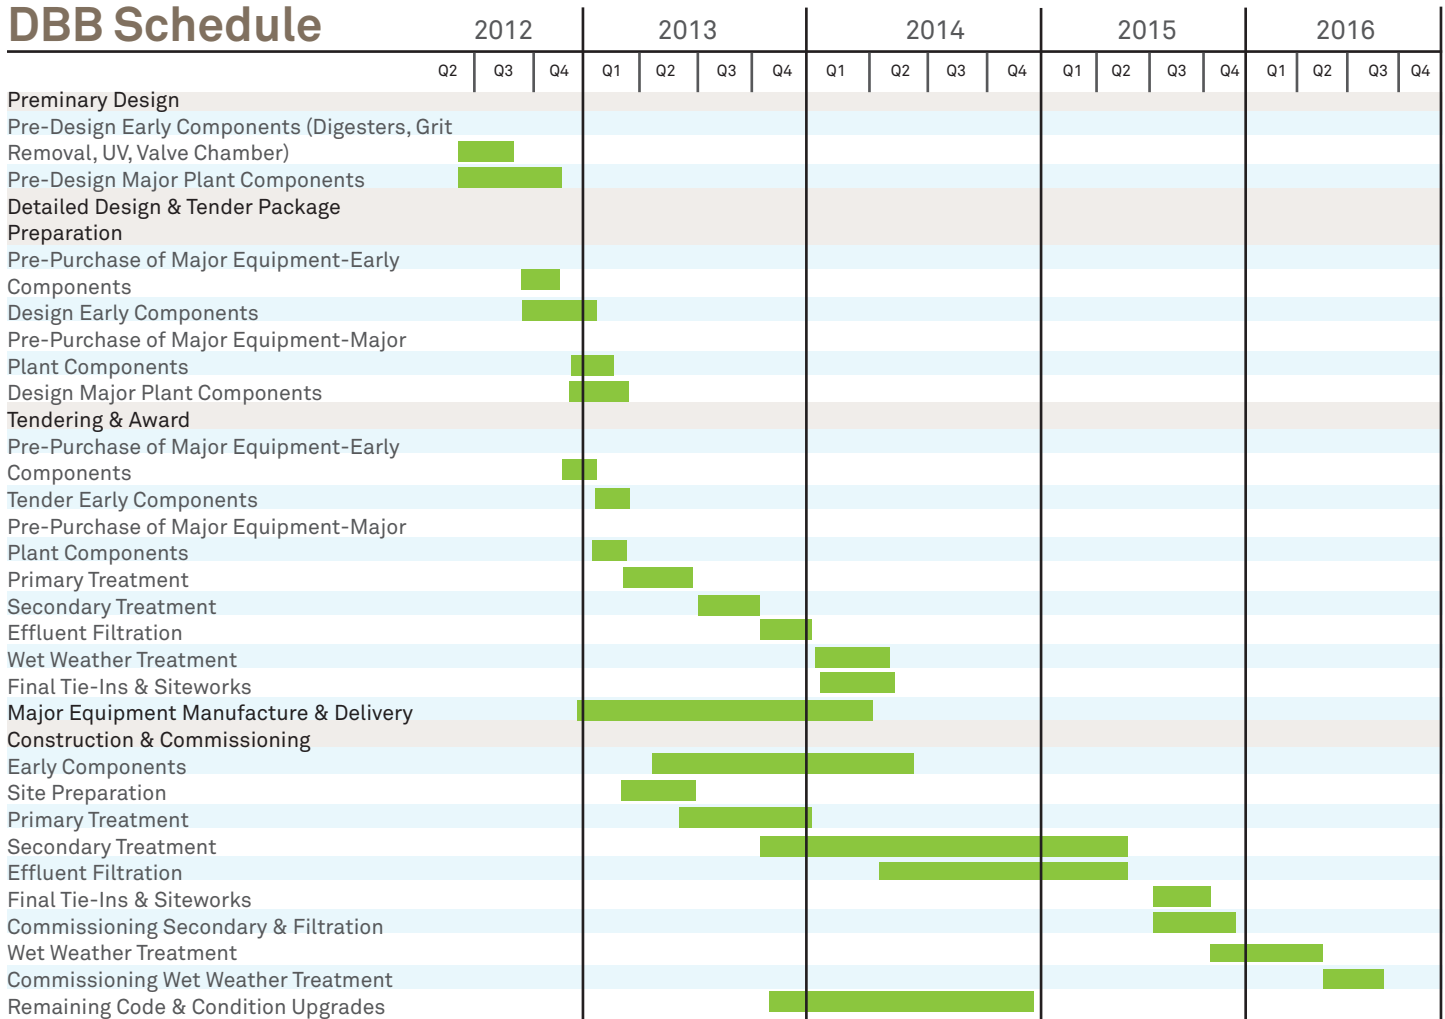 DBB Schedule
2012 2013 2014 2015 2016
Q2 Q3 Q4 Q1 Q2 Q3 Q4 Q1 Q2 Q3 Q4 Q1 Q2 Q3 Q4 Q1 Q2 Q3 Q4
Preminary Design
Pre-Design Early Components (Digesters, Grit
Removal, UV, Valve Chamber)
Pre-Design Major Plant Components
Detailed Design & Tender Package
Preparation
Pre-Purchase of Major Equipment-Early
Components
Design Early Components
Pre-Purchase of Major Equipment-Major
Plant Components
Design Major Plant Components
Tendering & Award
Pre-Purchase of Major Equipment-Early
Components
Tender Early Components
Pre-Purchase of Major Equipment-Major
Plant Components
Primary Treatment
Secondary Treatment
Effluent Filtration
Wet Weather Treatment
Final Tie-Ins & Siteworks
Major Equipment Manufacture & Delivery
Construction & Commissioning
Early Components
Site Preparation
Primary Treatment
Secondary Treatment
Effluent Filtration
Final Tie-Ins & Siteworks
Commissioning Secondary & Filtration
Wet Weather Treatment
Commissioning Wet Weather Treatment
Remaining Code & Condition Upgrades